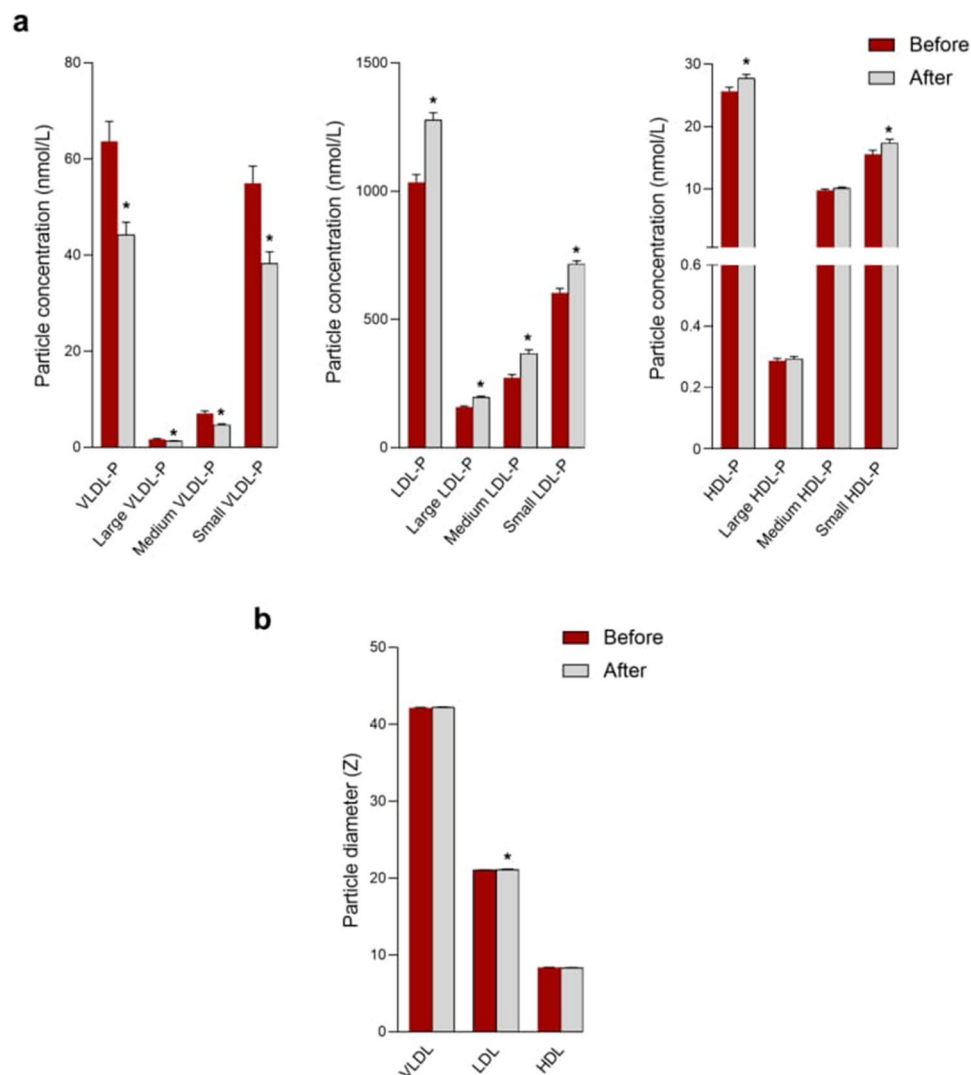 a
Before
After
Particle concentration (nmol/L)
80
60
40
20
0
*
*
*
*
VLDL-P
Large VLDL-P
Medium VLDL-P
Small VLDL-P
Particle concentration (nmol/L)
1500
1000
500
0
*
*
*
*
LDL-P
Large LDL-P
Medium LDL-P
Small LDL-P
Particle concentration (nmol/L)
30
20
10
0.6
0.4
0.2
0
*
*
HDL-P
Large HDL-P
Medium HDL-P
Small HDL-P
b
Before
After
Particle diameter (Z)
50
40
30
20
10
0
*
VLDL
LDL
HDL